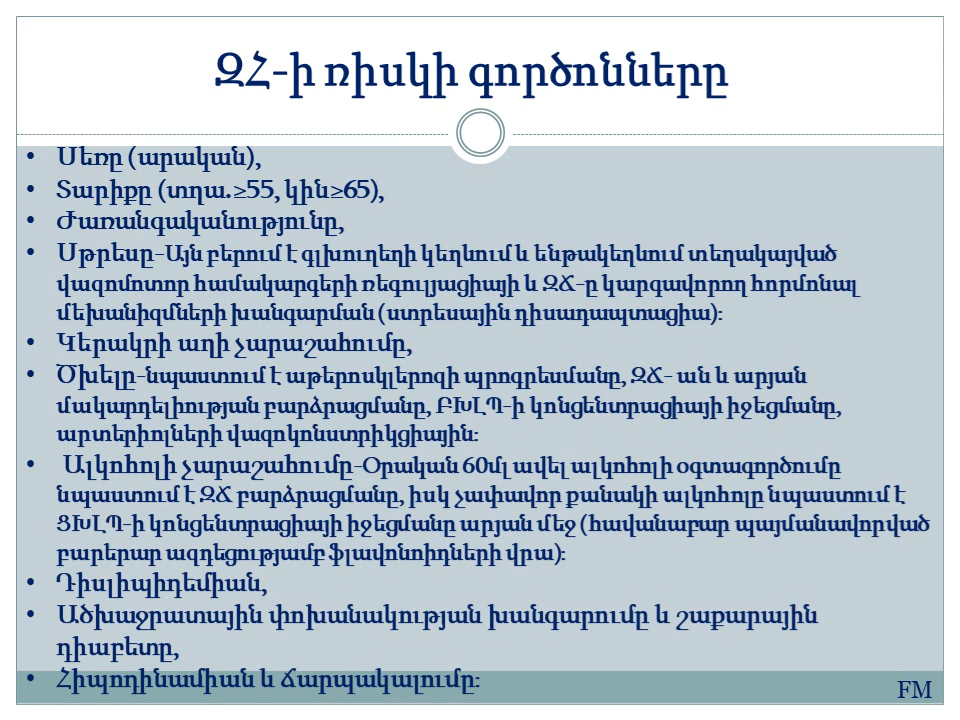 ԶՀ-ի ռիսկի գործոնները
• Սեռը (արական),
• Տարիքը (տղա.≥55, կին≥65),
• Ժառանգականությունը,
• Սթրեսը-Այն բերում է գլխուղեղի կեղևում և ենթակեղևում տեղակայված
վազոմոտոր համակարգերի ռեգուլյացիայի և ԶՃ-ը կարգավորող հորմոնալ
մեխանիզմների խանգարման (ստրեսային դիսադապտացիա):
• Կերակրի աղի չարաշահումը,
• Ծխելը-նպաստում է աթերոսկլերոզի պրոգրեսմանը, ԶՃ- ան և արյան
մակարդելիության բարձրացմանը, ԲԽԼՊ-ի կոնցենտրացիայի իջեցմանը,
արտերիոլների վազոկոնստրիկցիային:
• Ալկոհոլի չարաշահումը-Օրական 60մլ ավել ալկոհոլի օգտագործումը
նպաստում է ԶՃ բարձրացմանը, իսկ չափավոր քանակի ալկոհոլը նպաստում է
ՑԽԼՊ-ի կոնցենտրացիայի իջեցմանը արյան մեջ (հավանաբար պայմանավորված
բարերար ազդեցությամբ ֆլավոնոիդների վրա):
• Դիսլիպիդեմիան,
• Ածխաջրատային փոխանակության խանգարումը և շաքարային
դիաբետը,
• Հիպոդինամիան և ճարպակալումը:
FM